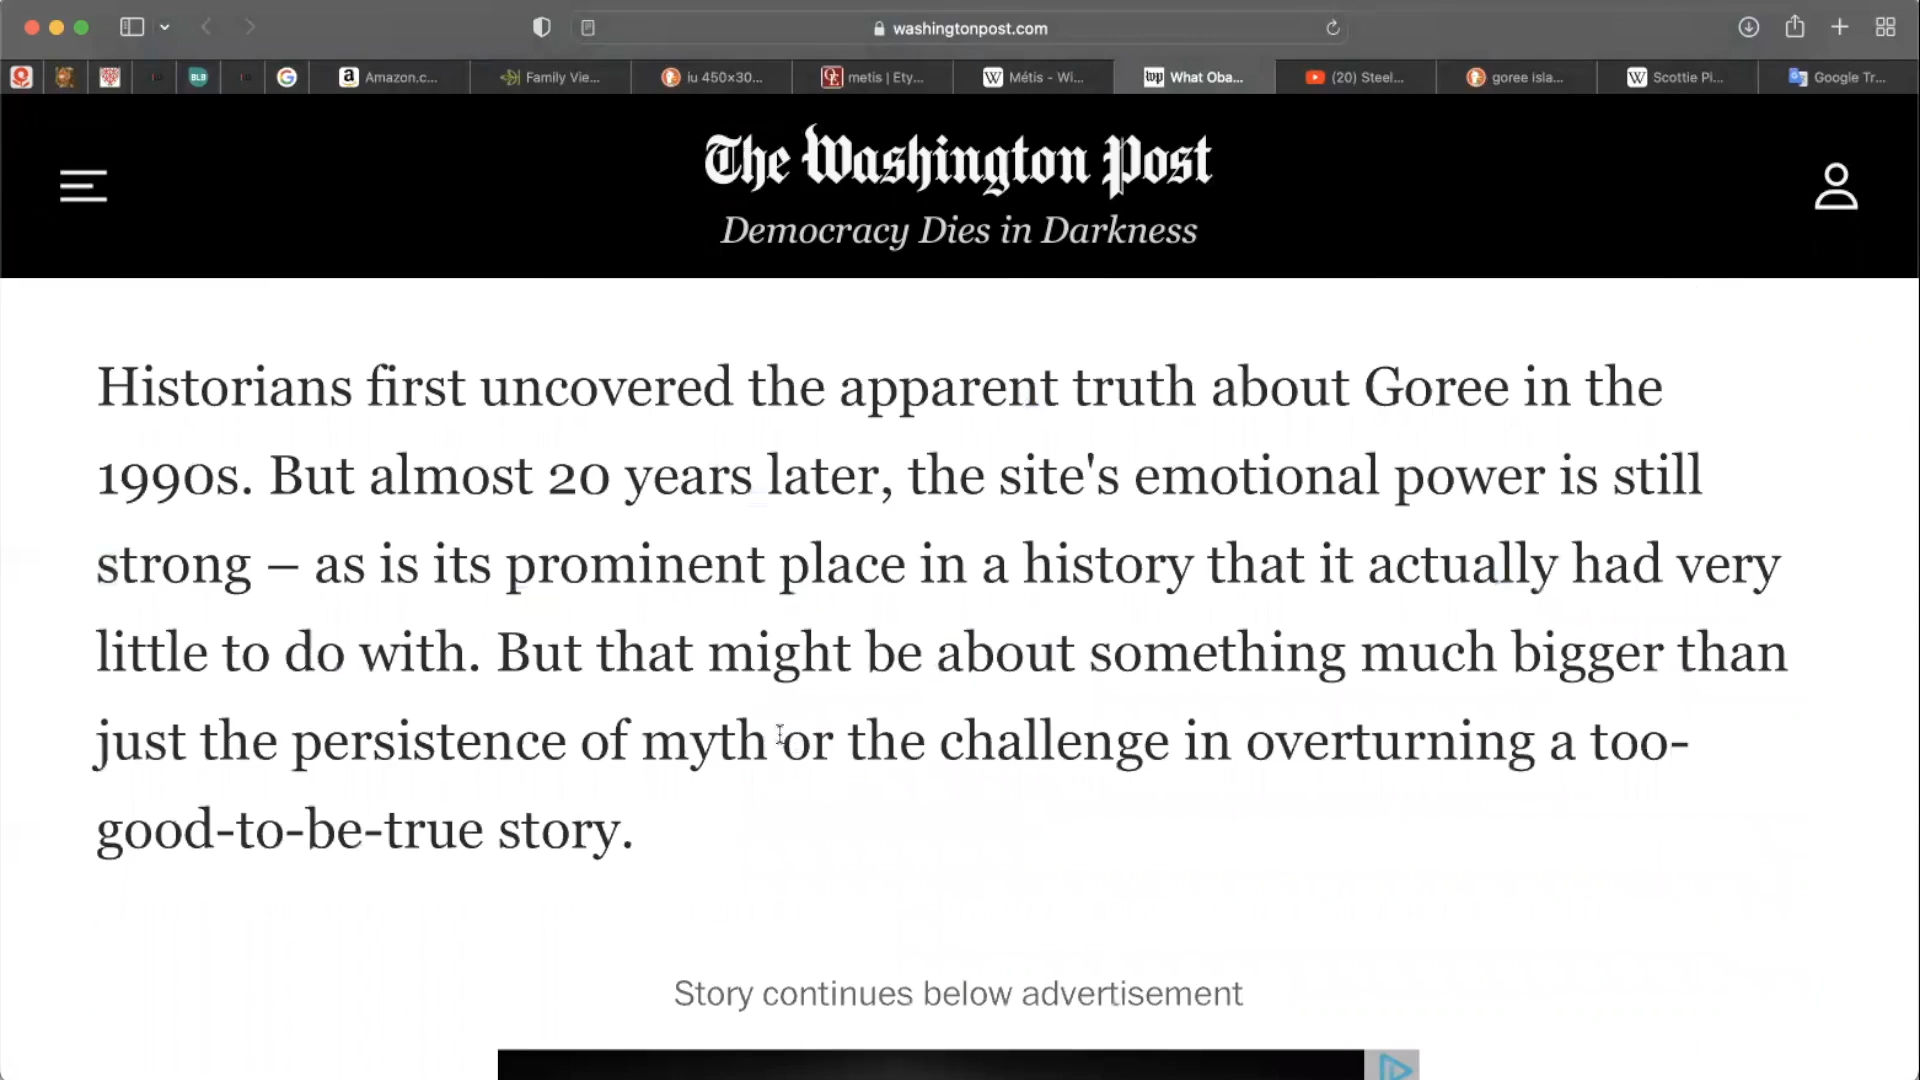 washingtonpost.com
BLB
Amazon.c...
Family Vie...
iu 450×30...
metis | Ety...
Métis - Wi...
wp What Oba...
(20) Steel...
goree isla...
Scottie Pi...
Google Tr...
The Washington Post
Democracy Dies in Darkness
Historians first uncovered the apparent truth about Goree in the
1990s. But almost 20 years later, the site's emotional power is still
strong – as is its prominent place in a history that it actually had very
little to do with. But that might be about something much bigger than
just the persistence of myth or the challenge in overturning a too-
good-to-be-true story.
Story continues below advertisement